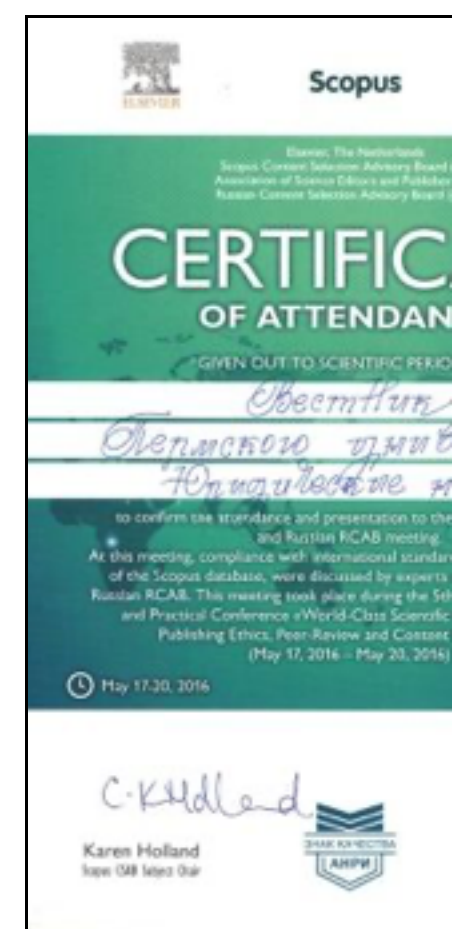 ELSEVIER
Scopus
Elsevier, The Netherlands
Scopus Content Selection Advisory Board
Association of Science Editors and
Russian Content Selection Advisory Board
CERTIFIC
OF ATTENDAN
GIVEN OUT TO SCIENTIFIC
Вестник
Пермского
Юридические
to confirm the attendance and presentation to the
and Russian RCAB meeting.
At this meeting, compliance with international
of the Scopus database, were discussed by experts
Russian RCAB. This meeting took place during the 5th
and Practical Conference «World-Class Scientific
Publishing Ethics, Peer-Review and Content
(May 17, 2016 – May 20, 2016)
May 17-20, 2016
C. K Holland
Karen Holland
Scopus CSAB Subject Chair
ЗНАК КАЧЕСТВА
АНРИ